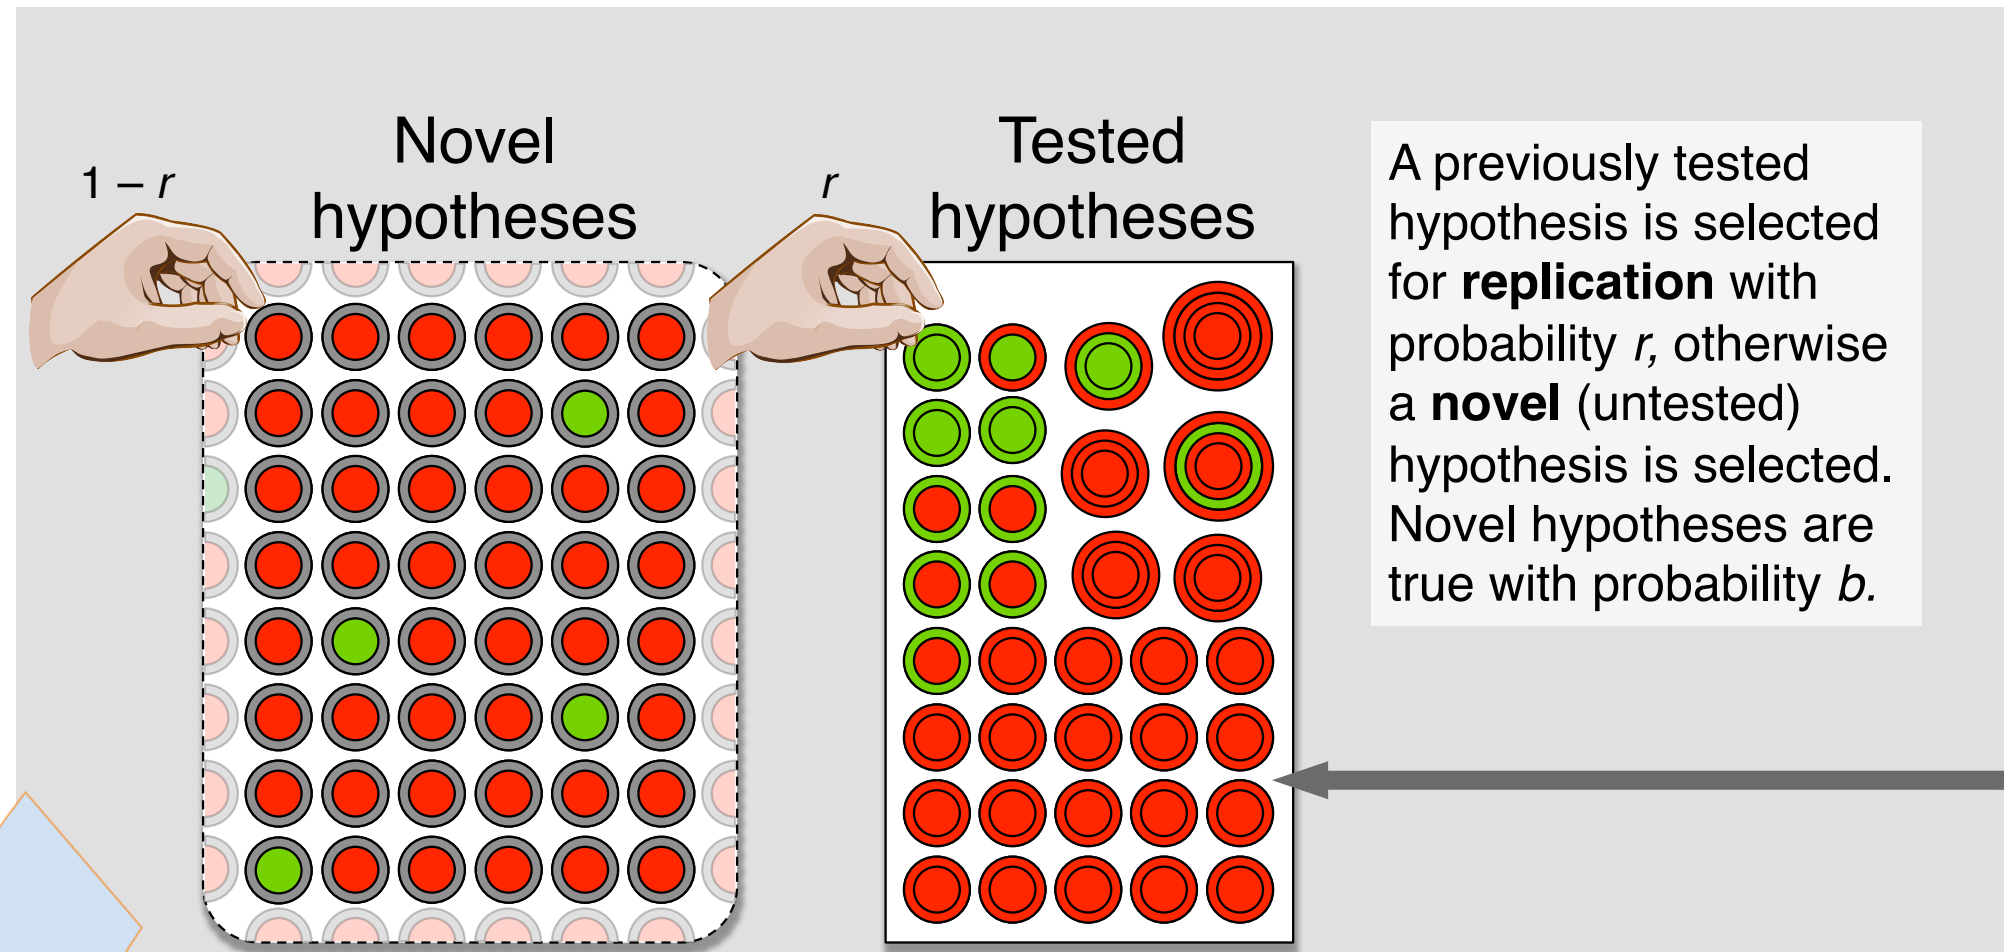 Novel
hypotheses
1 – r
Tested
hypotheses
r
A previously tested
hypothesis is selected
for replication with
probability r, otherwise
a novel (untested)
hypothesis is selected.
Novel hypotheses are
true with probability b.